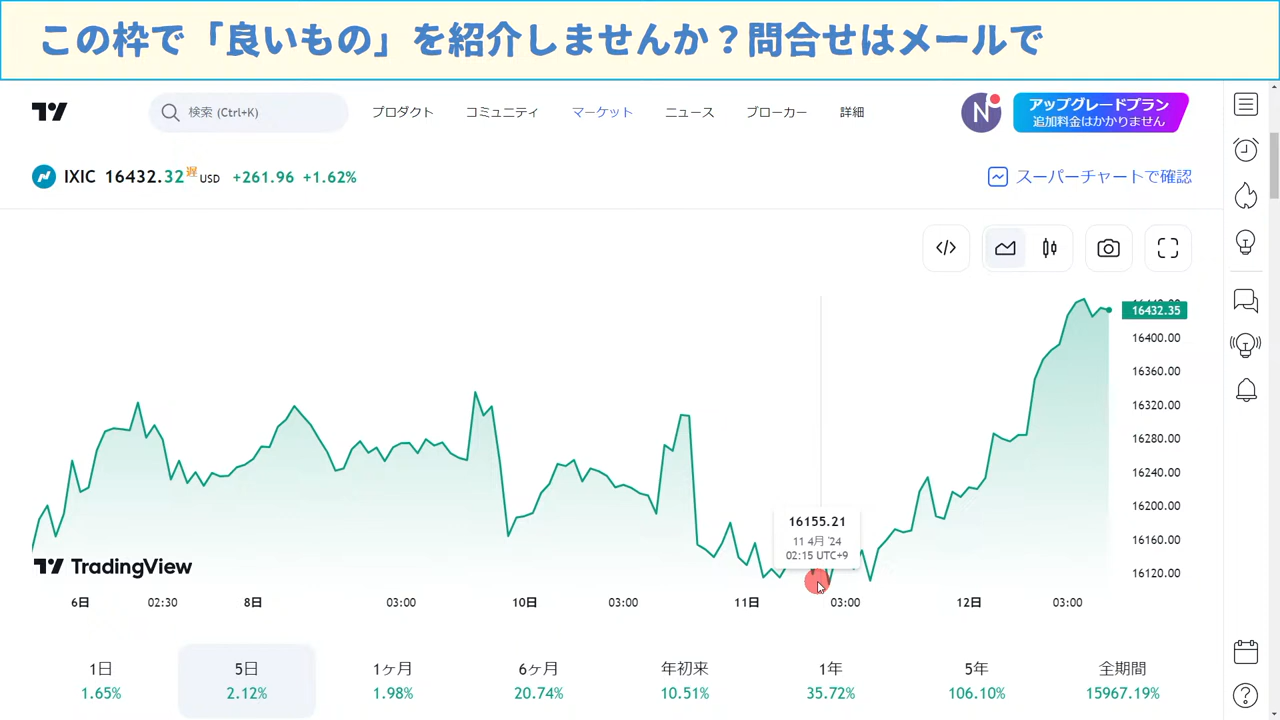 この枠で「良いもの」を紹介しませんか？問合せはメールで
検索 (Ctrl+K)
プロダクト
コミュニティ
マーケット
ニュース
ブローカー
詳細
N
アップグレードプラン
追加料金はかかりません
IXIC 16432.32 遅 USD +261.96 +1.62%
スーパーチャートで確認
16432.35
16400.00
16360.00
16320.00
16280.00
16240.00
16200.00
16160.00
16120.00
16155.21
11 4月 '24
02:15 UTC+9
TradingView
6日 02:30 8日 03:00 10日 03:00 11日 03:00 12日 03:00
1日 5日 1ヶ月 6ヶ月 年初来 1年 5年 全期間
1.65% 2.12% 1.98% 20.74% 10.51% 35.72% 106.10% 15967.19%